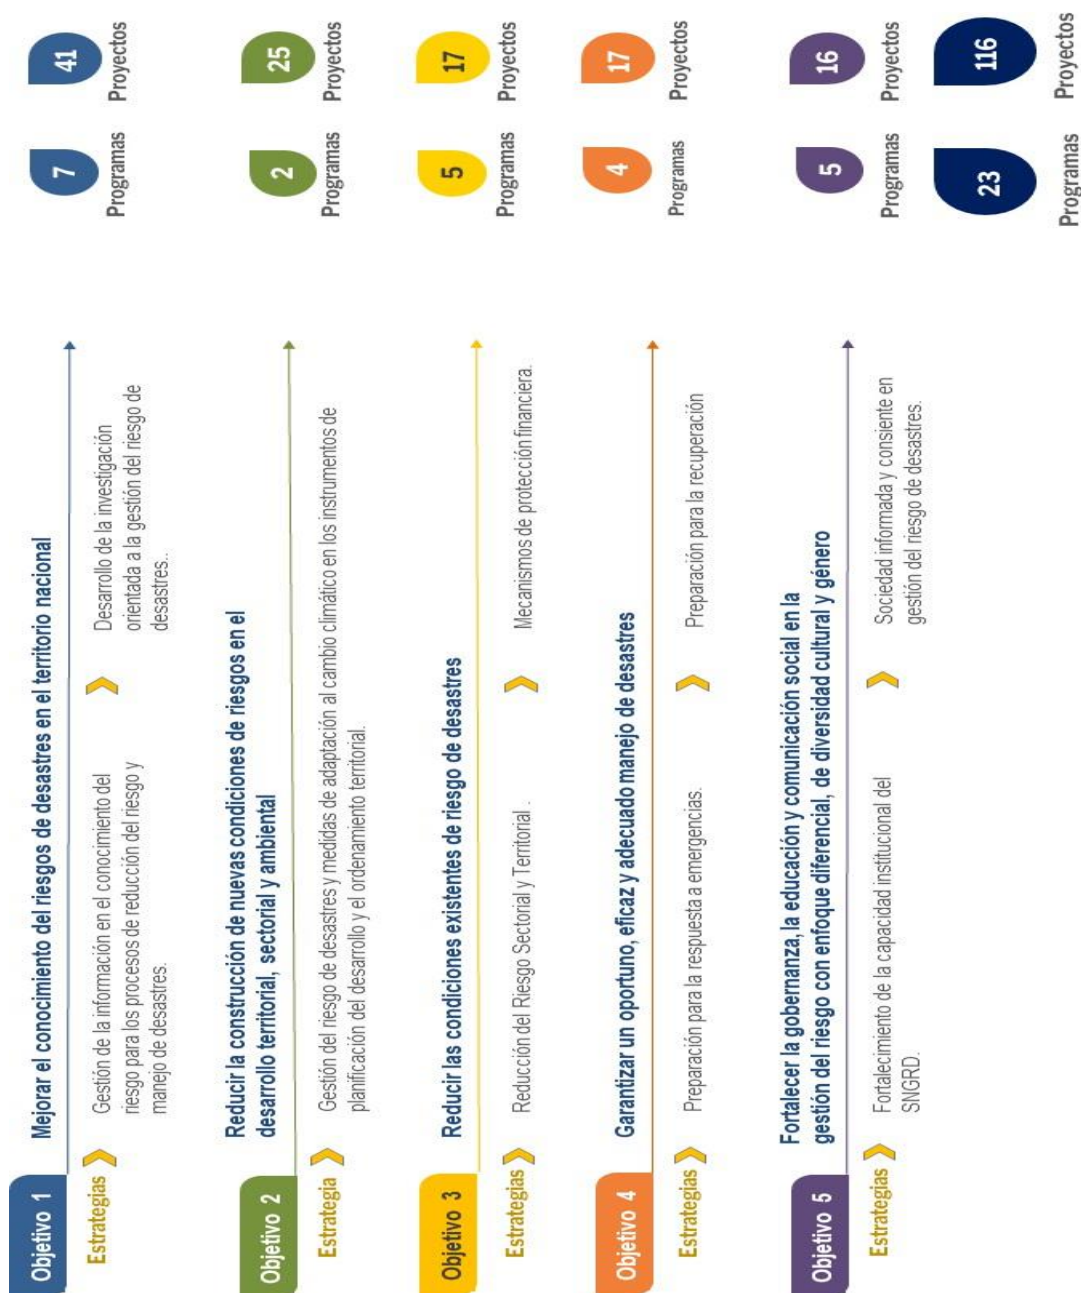 Objetivo 1
Mejorar el conocimiento del riesgos de desastres en el territorio nacional
Estrategias
Gestión de la información en el conocimiento del
riesgo para los procesos de reducción del riesgo y
manejo de desastres.
Desarrollo de la investigación
orientada a la gestión del riesgo de
desastres..
7
Programas
41
Proyectos
Objetivo 2
Reducir la construcción de nuevas condiciones de riesgos en el
desarrollo territorial, sectorial y ambiental
Estrategia
Gestión del riesgo de desastres y medidas de adaptación al cambio climático en los instrumentos de
planificación del desarrollo y el ordenamiento territorial.
2
Programas
25
Proyectos
Objetivo 3
Reducir las condiciones existentes de riesgo de desastres
Estrategias
Reducción del Riesgo Sectorial y Territorial .
Mecanismos de protección financiera.
5
Programas
17
Proyectos
Objetivo 4
Garantizar un oportuno, eficaz y adecuado manejo de desastres
Estrategias
Preparación para la respuesta a emergencias.
Preparación para la recuperación
4
Programas
17
Proyectos
Objetivo 5
Fortalecer la gobernanza, la educación y comunicación social en la
gestión del riesgo con enfoque diferencial, de diversidad cultural y género
Estrategias
Fortalecimiento de la capacidad institucional del
SNGRD.
Sociedad informada y consiente en
gestión del riesgo de desastres.
5
Programas
16
Proyectos
23
Programas
116
Proyectos